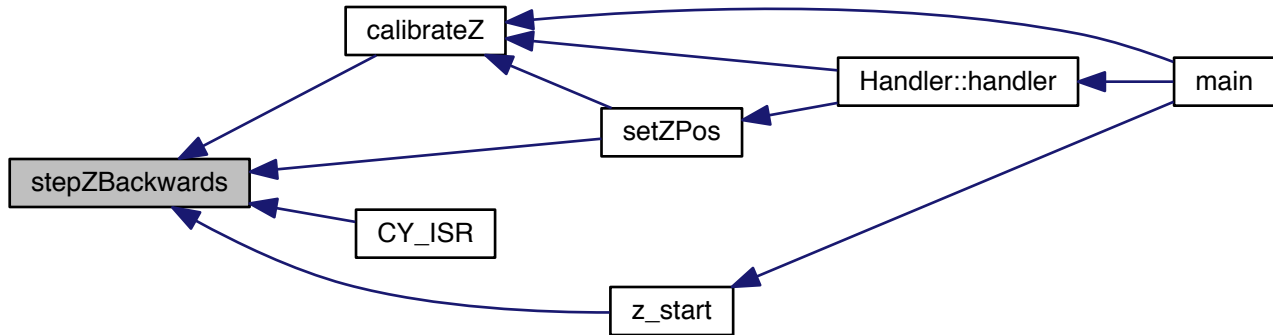 calibrateZ
Handler::handler
main
setZPos
stepZBackwards
CY_ISR
z_start